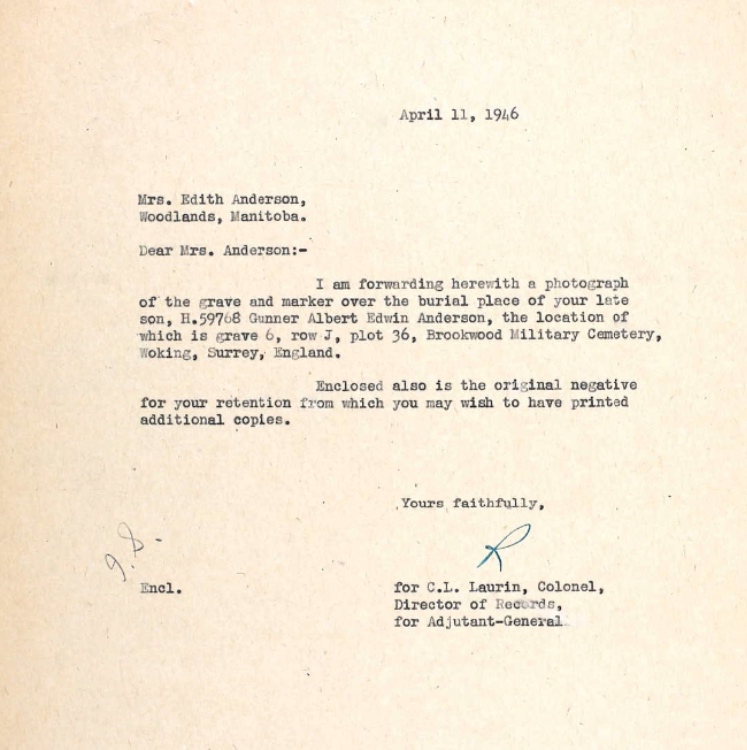 April 11, 1946
Mrs. Edith Anderson,
Woodlands, Manitoba.
Dear Mrs. Anderson:-
I am forwarding herewith a photograph
of the grave and marker over the burial place of your late
son, H.59768 Gunner Albert Edwin Anderson, the location of
which is grave 6, row J, plot 36, Brookwood Military Cemetery,
Woking, Surrey, England.
Enclosed also is the original negative
for your retention from which you may wish to have printed
additional copies.
Yours faithfully,
R
Encl.
for C.L. Laurin, Colonel,
Director of Records,
for Adjutant-General